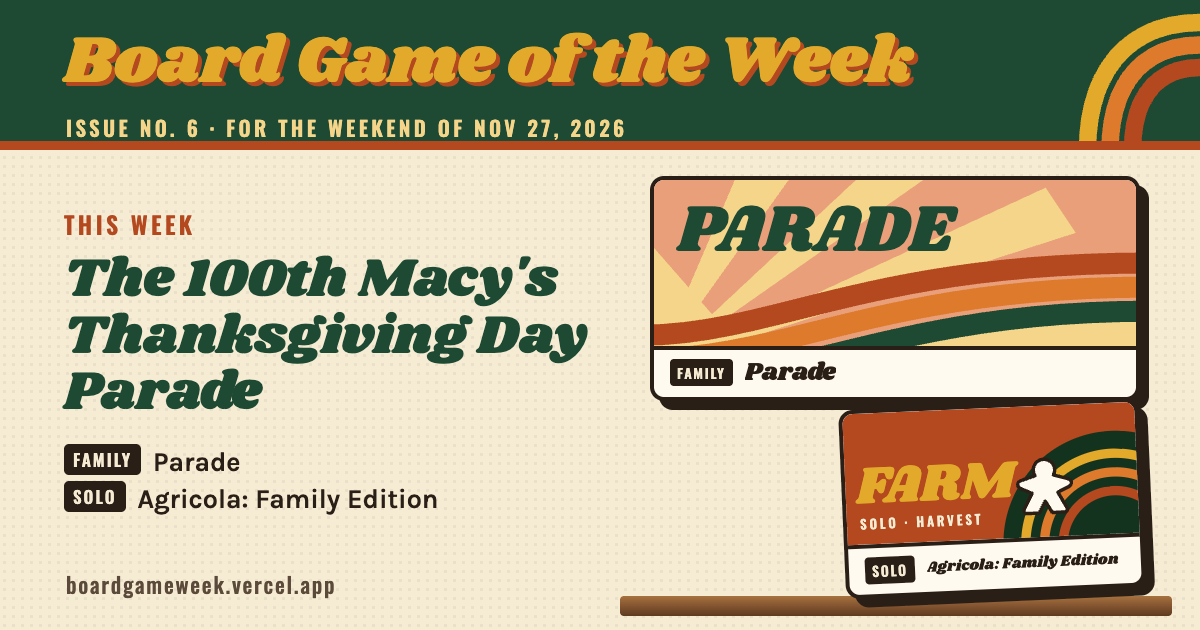 Board Game of the Week
ISSUE NO. 6 · FOR THE WEEKEND OF NOV 27, 2026
THIS WEEK
The 100th Macy's
Thanksgiving Day
Parade
FAMILY Parade
SOLO Agricola: Family Edition
boardgameweek.vercel.app
PARADE
FAMILY Parade
FARM
SOLO · HARVEST
SOLO Agricola: Family Edition